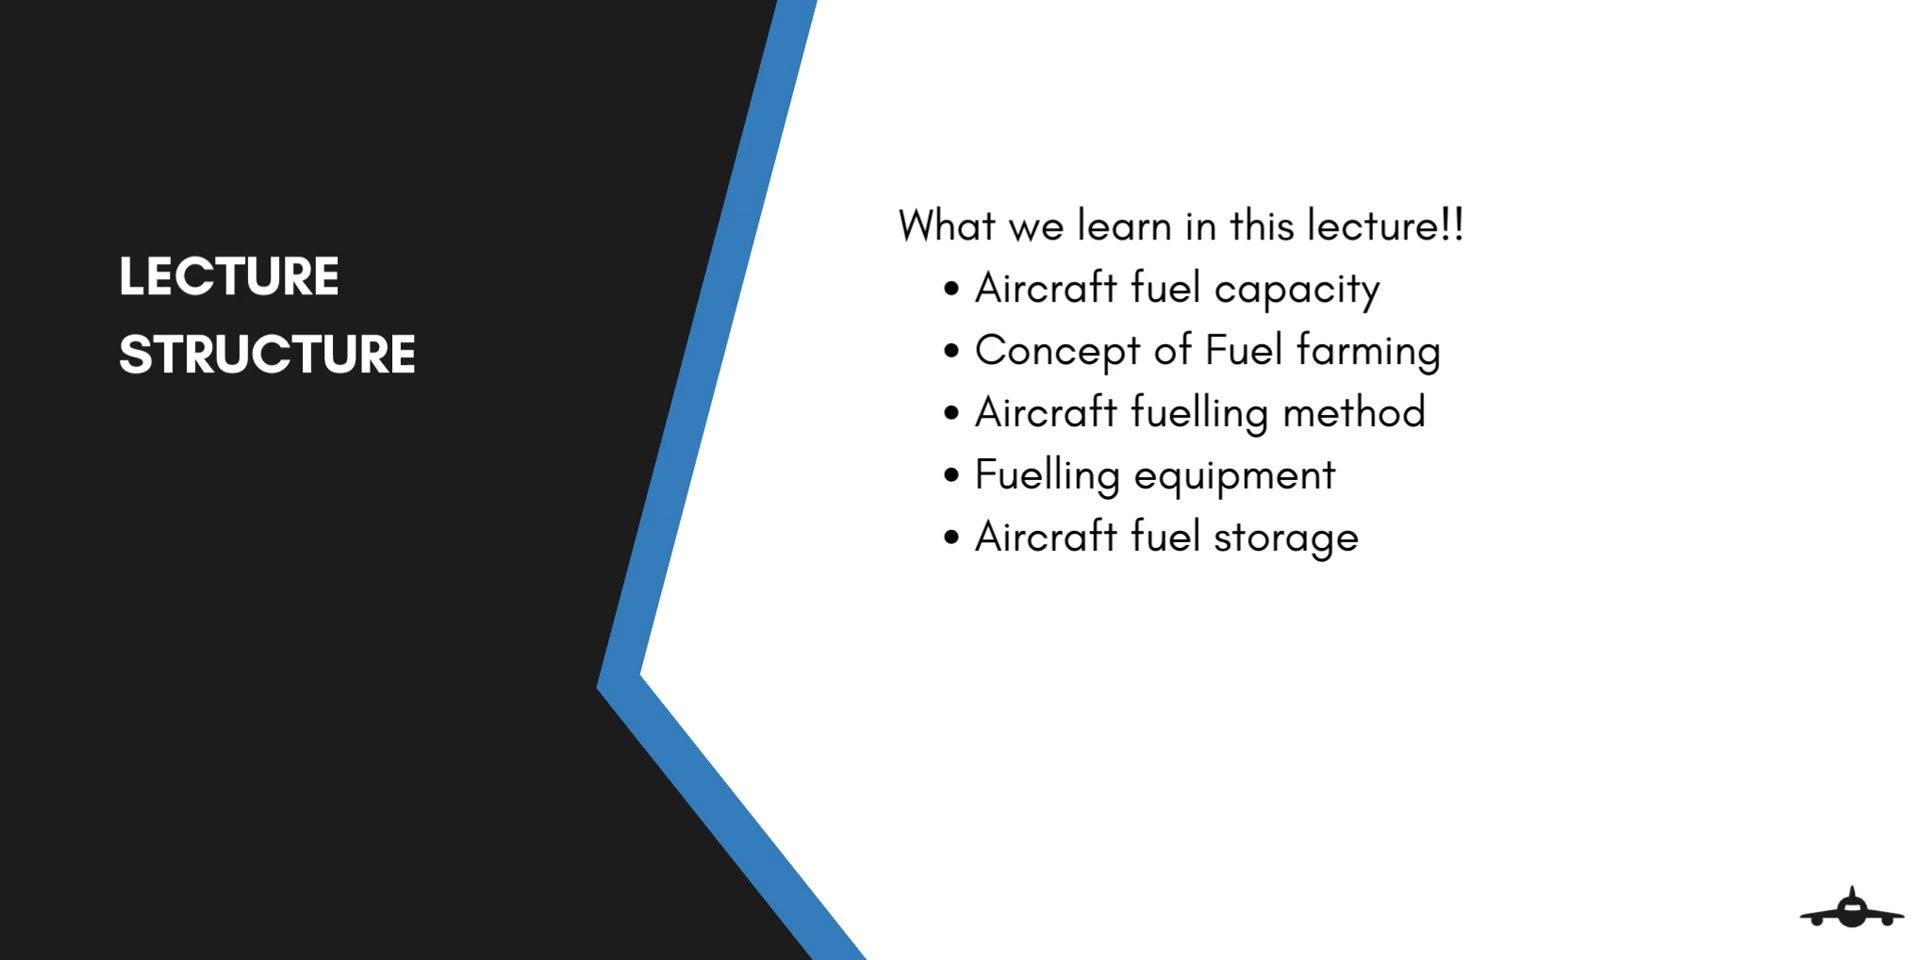 LECTURE
STRUCTURE
What we learn in this lecture!!
• Aircraft fuel capacity
• Concept of Fuel farming
• Aircraft fuelling method
• Fuelling equipment
• Aircraft fuel storage